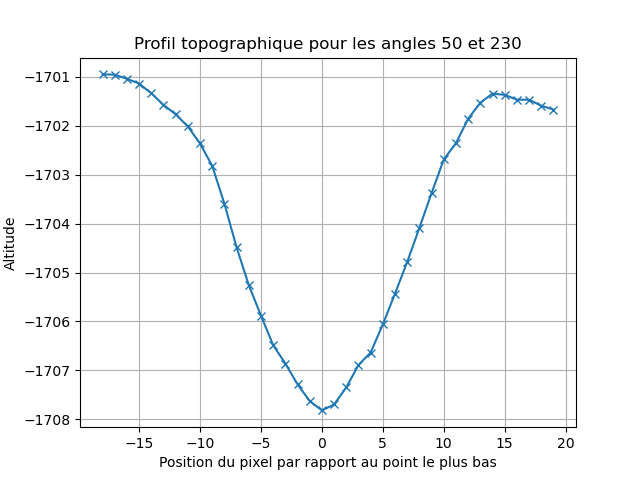 Profil topographique pour les angles 50 et 230
−1701
−1702
−1703
−1704
−1705
−1706
−1707
−1708
Altitude
−15 −10 −5 0 5 10 15 20
Position du pixel par rapport au point le plus bas